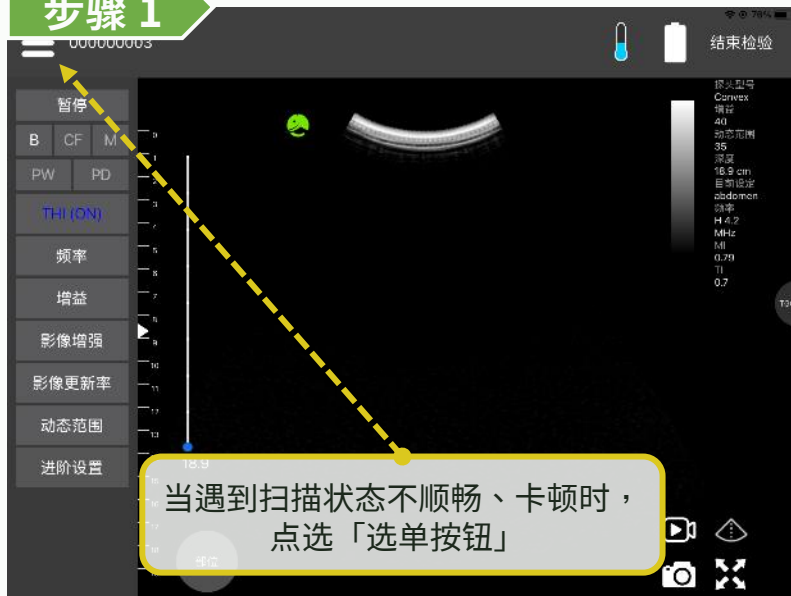 步骤 1
000000003
76%
结束检验
暂停
B CF M
PW PD
THI (ON)
频率
增益
影像增强
影像更新率
动态范围
进阶设置
18.9
部位
探头型号
Convex
增益
40
动态范围
35
深度
18.9 cm
目前设定
abdomen
频率
H 4.2
MHz
MI
0.79
TI
0.7
当遇到扫描状态不顺畅、卡顿时，
点选「选单按钮」